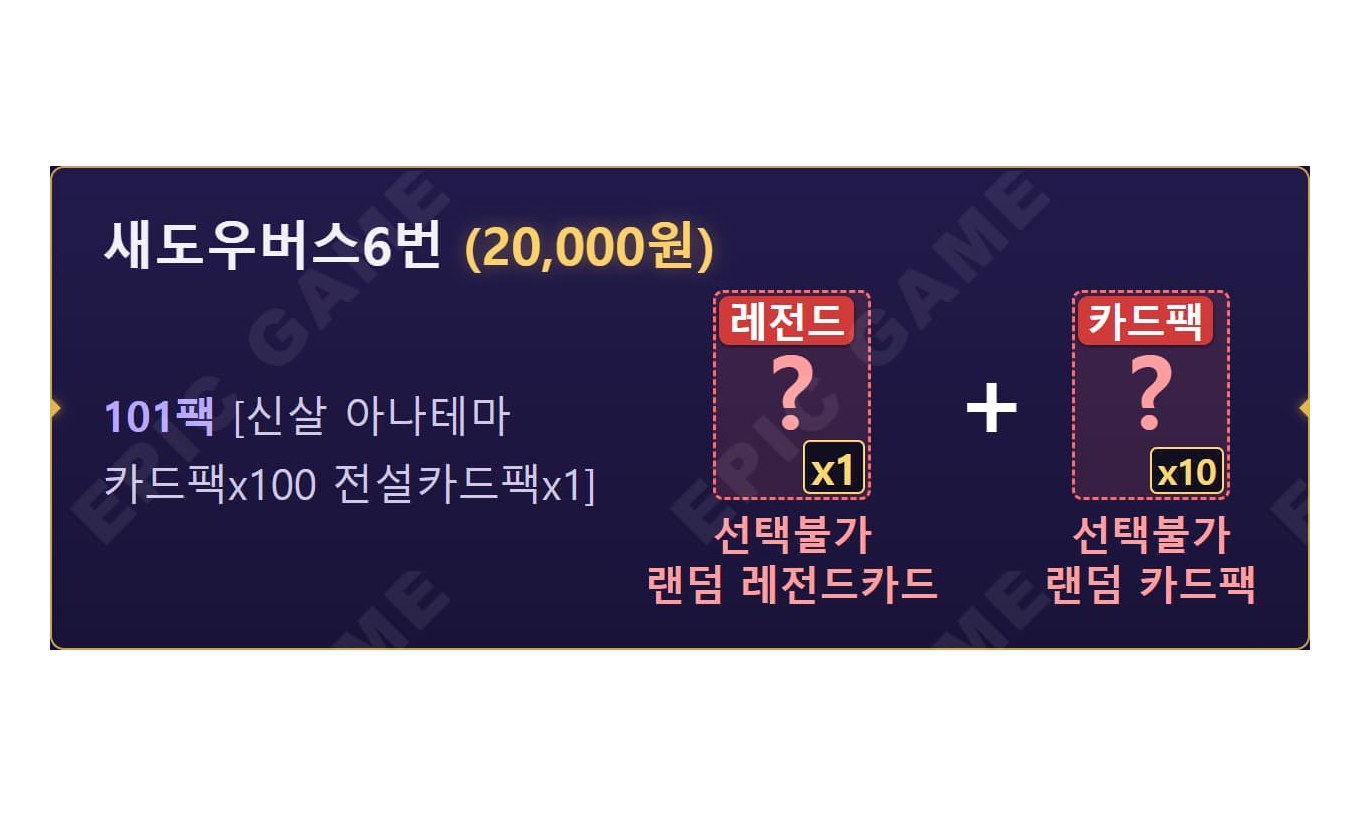 새도우버스6번 (20,000원)
101팩 [신살 아나테마
카드팩x100 전설카드팩x1]
레전드
?
x1
선택불가
랜덤 레전드카드
+
카드팩
?
x10
선택불가
랜덤 카드팩
EPIC GAME
EPIC GAME